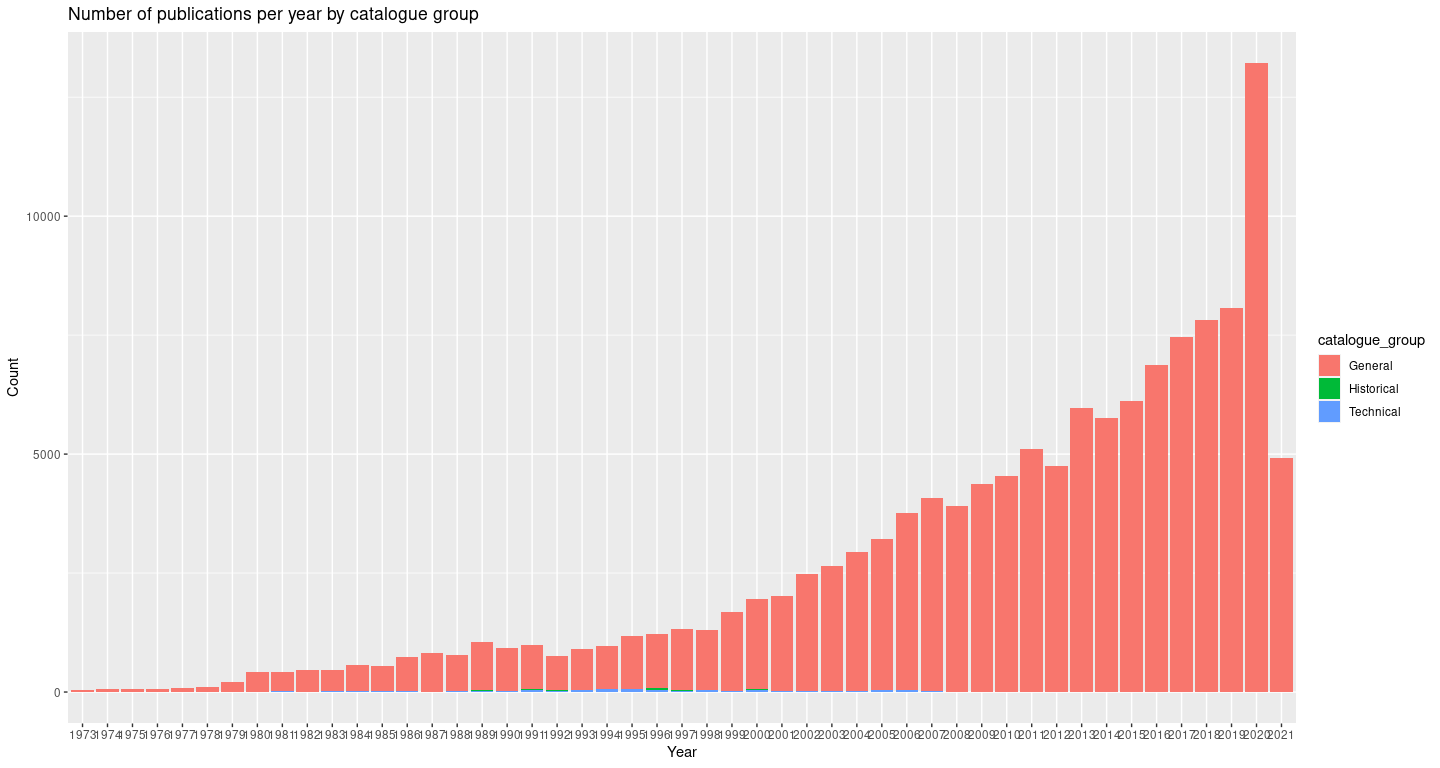 Number of publications per year by catalogue group
Count
10000
5000
0
1973 1974 1975 1976 1977 1978 1979 1980 1981 1982 1983 1984 1985 1986 1987 1988 1989 1990 1991 1992 1993 1994 1995 1996 1997 1998 1999 2000 2001 2002 2003 2004 2005 2006 2007 2008 2009 2010 2011 2012 2013 2014 2015 2016 2017 2018 2019 2020 2021
Year
catalogue_group
General
Historical
Technical